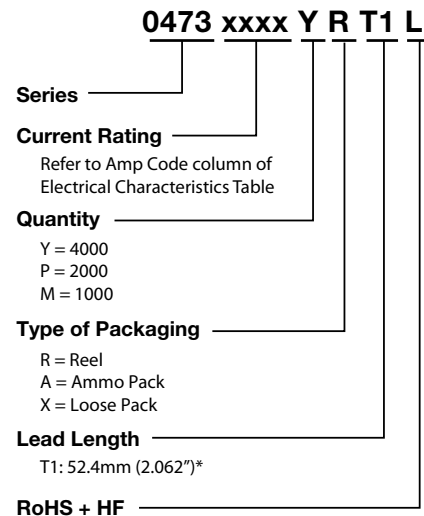 0473 xxxx Y R T1 L
Series
Current Rating
Refer to Amp Code column of
Electrical Characteristics Table
Quantity
Y = 4000
P = 2000
M = 1000
Type of Packaging
R = Reel
A = Ammo Pack
X = Loose Pack
Lead Length
T1: 52.4mm (2.062″)*
RoHS + HF